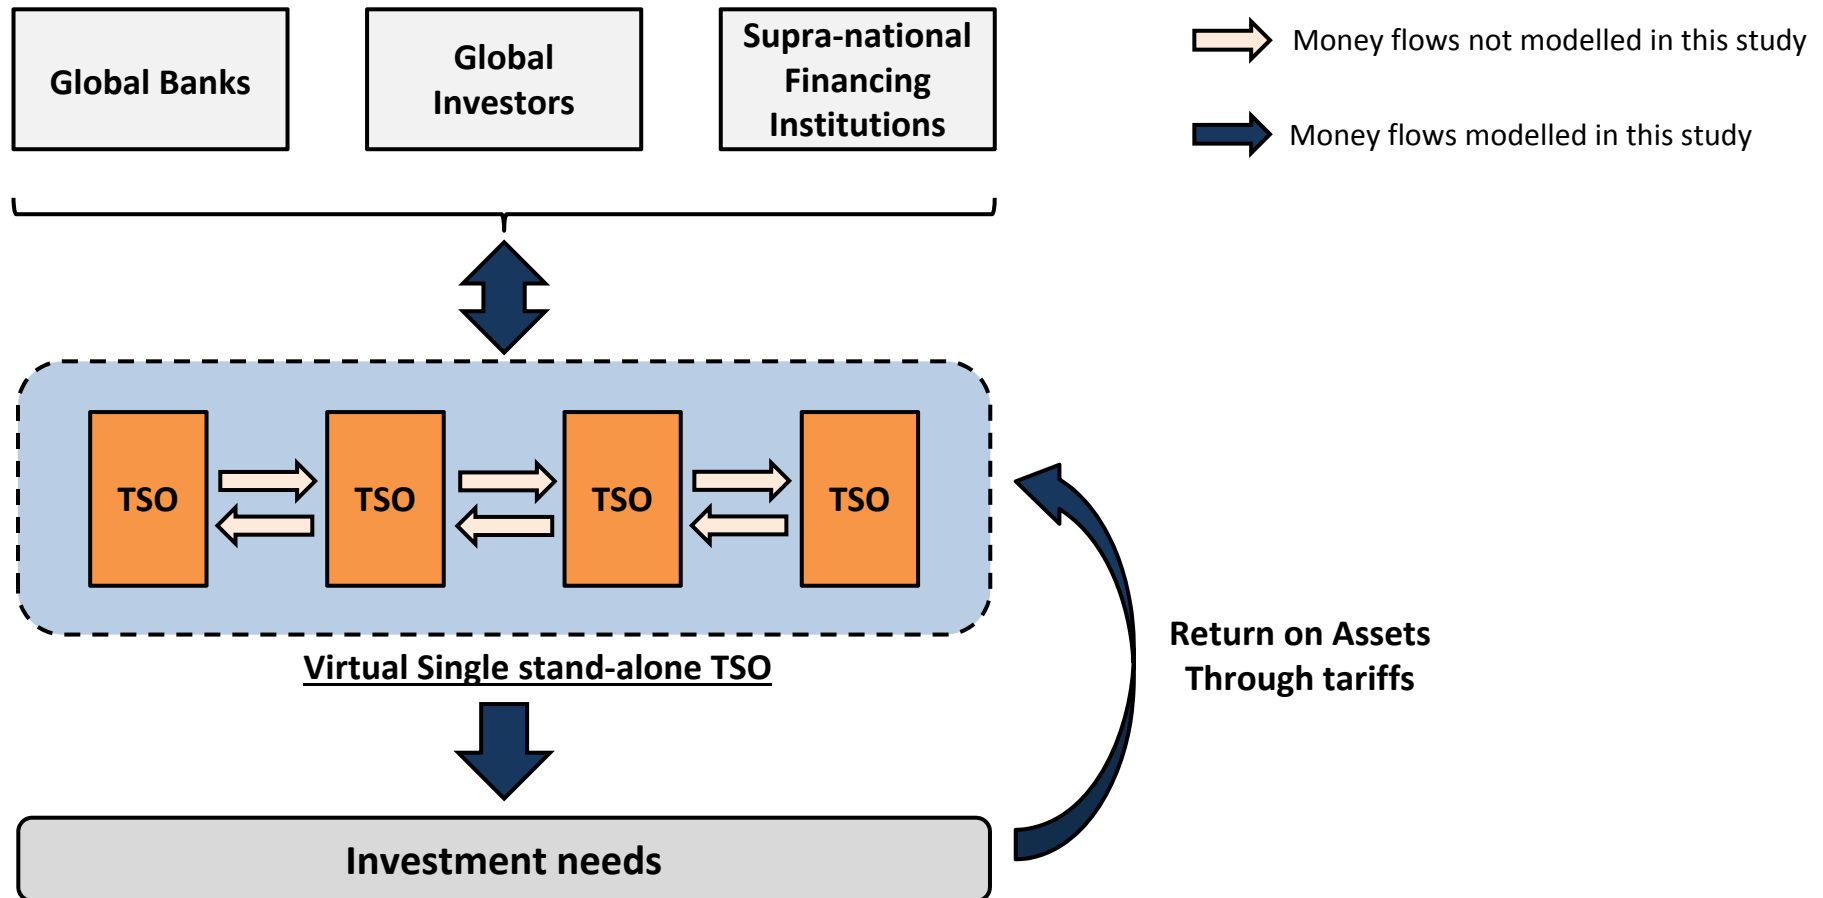 Global Banks
Global
Investors
Supra-national
Financing
Institutions
Money flows not modelled in this study
Money flows modelled in this study
TSO
TSO
TSO
TSO
Virtual Single stand-alone TSO
Return on Assets
Through tariffs
Investment needs